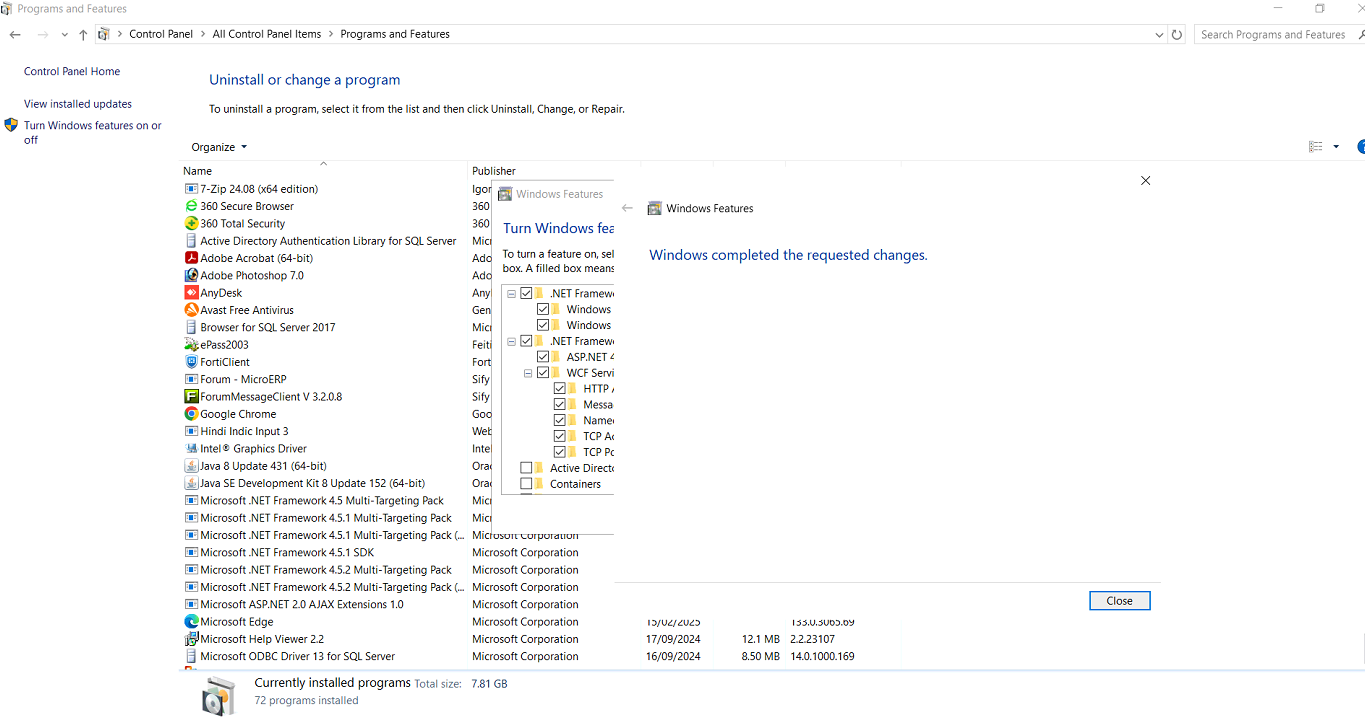 Programs and Features
Control Panel > All Control Panel Items > Programs and Features
Search Programs and Features
Control Panel Home
View installed updates
Turn Windows features on or
off
Uninstall or change a program
To uninstall a program, select it from the list and then click Uninstall, Change, or Repair.
Organize
Name Publisher
7-Zip 24.08 (x64 edition) Igor
360 Secure Browser 360
360 Total Security 360
Active Directory Authentication Library for SQL Server Micr
Adobe Acrobat (64-bit) Ado
Adobe Photoshop 7.0 Ado
AnyDesk Any
Avast Free Antivirus Gen
Browser for SQL Server 2017 Micr
ePass2003 Feiti
FortiClient Fort
Forum - MicroERP Sify
ForumMessageClient V 3.2.0.8 Sify
Google Chrome Goo
Hindi Indic Input 3 Web
Intel® Graphics Driver Inte
Java 8 Update 431 (64-bit) Orac
Java SE Development Kit 8 Update 152 (64-bit) Orac
Microsoft .NET Framework 4.5 Multi-Targeting Pack Micr
Microsoft .NET Framework 4.5.1 Multi-Targeting Pack Micr
Microsoft .NET Framework 4.5.1 Multi-Targeting Pack (... Microsoft Corporation
Microsoft .NET Framework 4.5.1 SDK Microsoft Corporation
Microsoft .NET Framework 4.5.2 Multi-Targeting Pack Microsoft Corporation
Microsoft .NET Framework 4.5.2 Multi-Targeting Pack (... Microsoft Corporation
Microsoft ASP.NET 2.0 AJAX Extensions 1.0 Microsoft Corporation
Microsoft Edge Microsoft Corporation 15/02/2025 133.0.3065.69
Microsoft Help Viewer 2.2 Microsoft Corporation 17/09/2024 12.1 MB 2.2.23107
Microsoft ODBC Driver 13 for SQL Server Microsoft Corporation 16/09/2024 8.50 MB 14.0.1000.169
Windows Features
Turn Windows fea
To turn a feature on, sel
box. A filled box means
.NET Framewo
Windows
Windows
.NET Framewo
ASP.NET 4
WCF Servi
HTTP A
Messa
Named
TCP Ac
TCP Po
Active Directo
Containers
Windows Features
Windows completed the requested changes.
Close
Currently installed programs Total size: 7.81 GB
72 programs installed